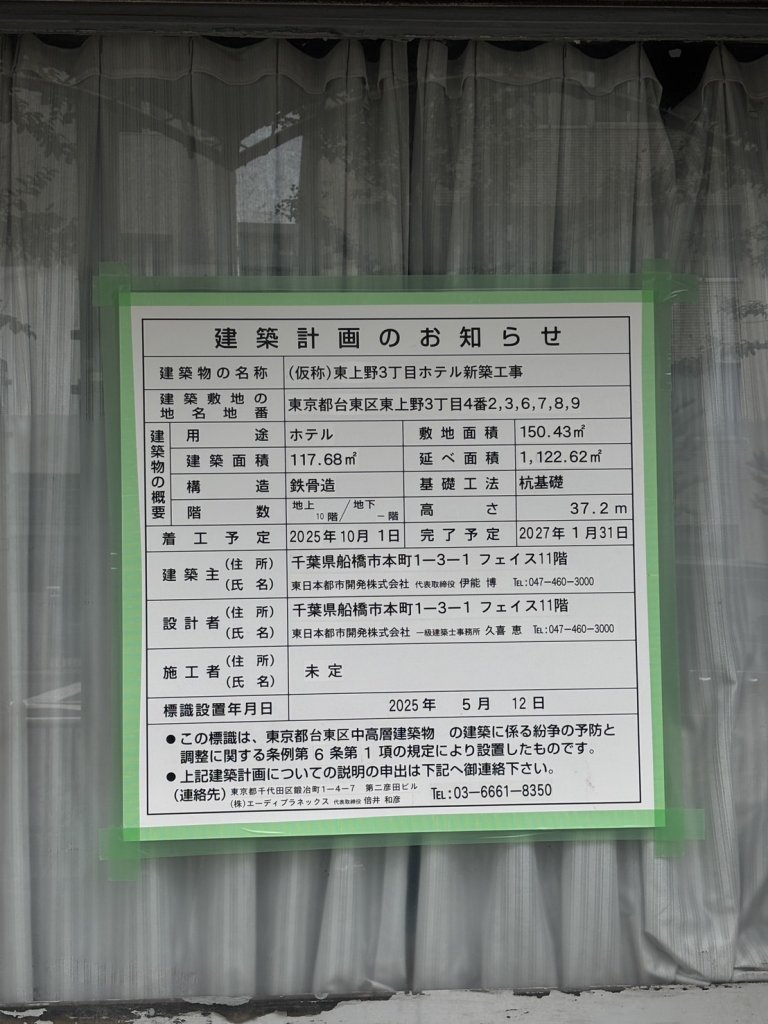 建築計画のお知らせ
建築物の名称 (仮称)東上野3丁目ホテル新築工事
建築敷地の地名地番 東京都台東区東上野3丁目4番2,3,6,7,8,9
建築物の概要
用途 ホテル 敷地面積 150.43㎡
建築面積 117.68㎡ 延べ面積 1,122.62㎡
構造 鉄骨造 基礎工法 杭基礎
階数 地上10階/地下－階 高さ 37.2m
着工予定 2025年10月1日 完了予定 2027年1月31日
建築主 (住所) 千葉県船橋市本町1－3－1 フェイス11階
(氏名) 東日本都市開発株式会社 代表取締役 伊能 博 TEL:047－460－3000
設計者 (住所) 千葉県船橋市本町1－3－1 フェイス11階
(氏名) 東日本都市開発株式会社 一級建築士事務所 久喜 恵 TEL:047－460－3000
施工者 (住所) (氏名) 未定
標識設置年月日 2025年 5月 12日
●この標識は、東京都台東区中高層建築物 の建築に係る紛争の予防と
調整に関する条例第6条第1項の規定により設置したものです。
●上記建築計画についての説明の申出は下記へ御連絡下さい。
(連絡先) 東京都千代田区鍛冶町1－4－7 第二彦田ビル TEL:03－6661－8350
(株)エーディプラネックス 代表取締役 倍井 和彦